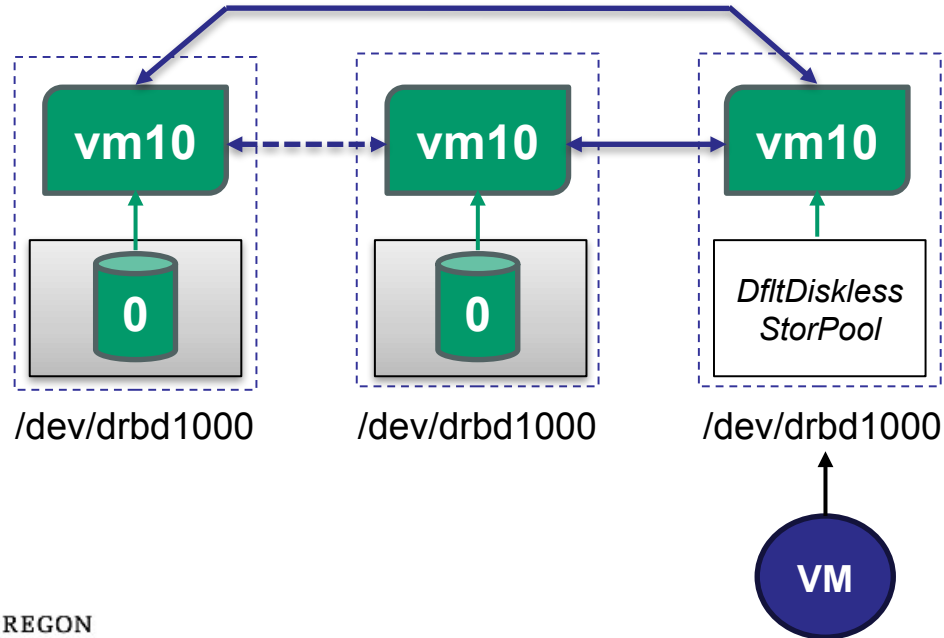 vm10
vm10
vm10
0
0
DfltDiskless
StorPool
/dev/drbd1000
/dev/drbd1000
/dev/drbd1000
VM
REGON